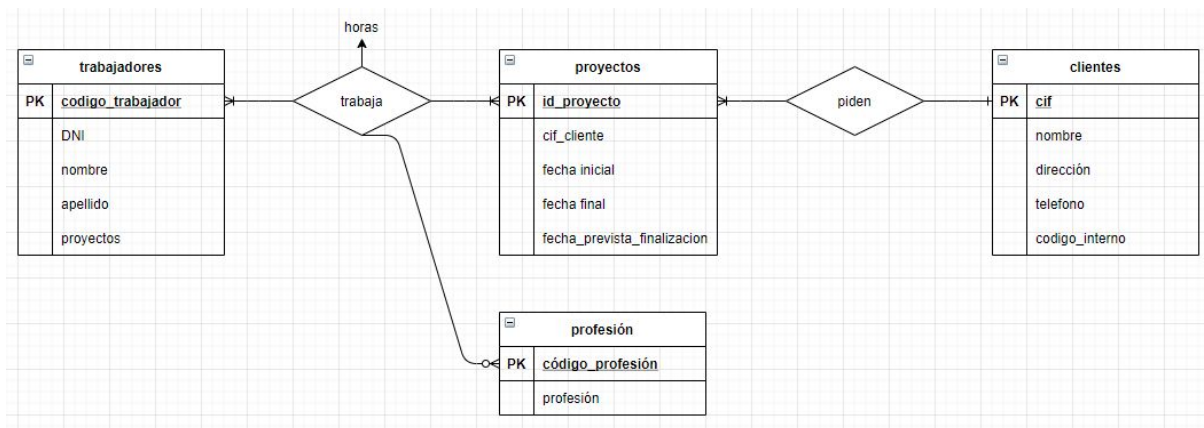 horas
trabajadores
PK codigo_trabajador
DNI
nombre
apellido
proyectos
trabaja
proyectos
PK id_proyecto
cif_cliente
fecha inicial
fecha final
fecha_prevista_finalizacion
piden
clientes
PK cif
nombre
dirección
telefono
codigo_interno
profesión
PK código_profesión
profesión